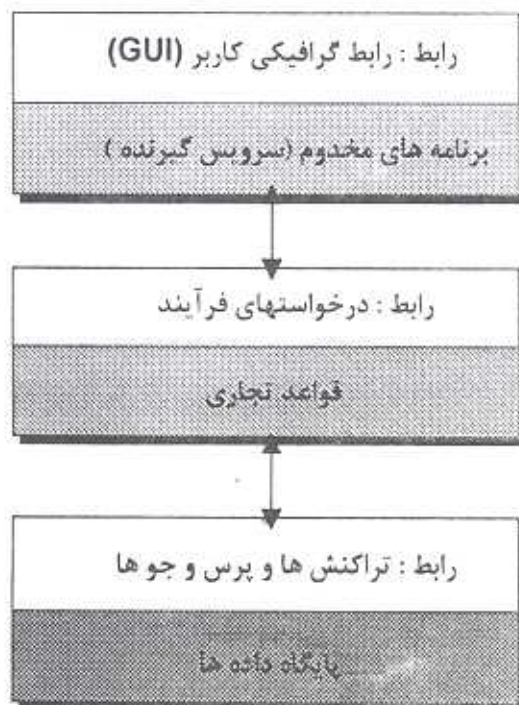 رابط : رابط گرافیکی کاربر (GUI)
برنامه های مخدوم (سرویس گیرنده )
رابط : درخواستهای فرآیند
قواعد تجاری
رابط : تراکنش ها و پرس و جو ها
پایگاه داده ها